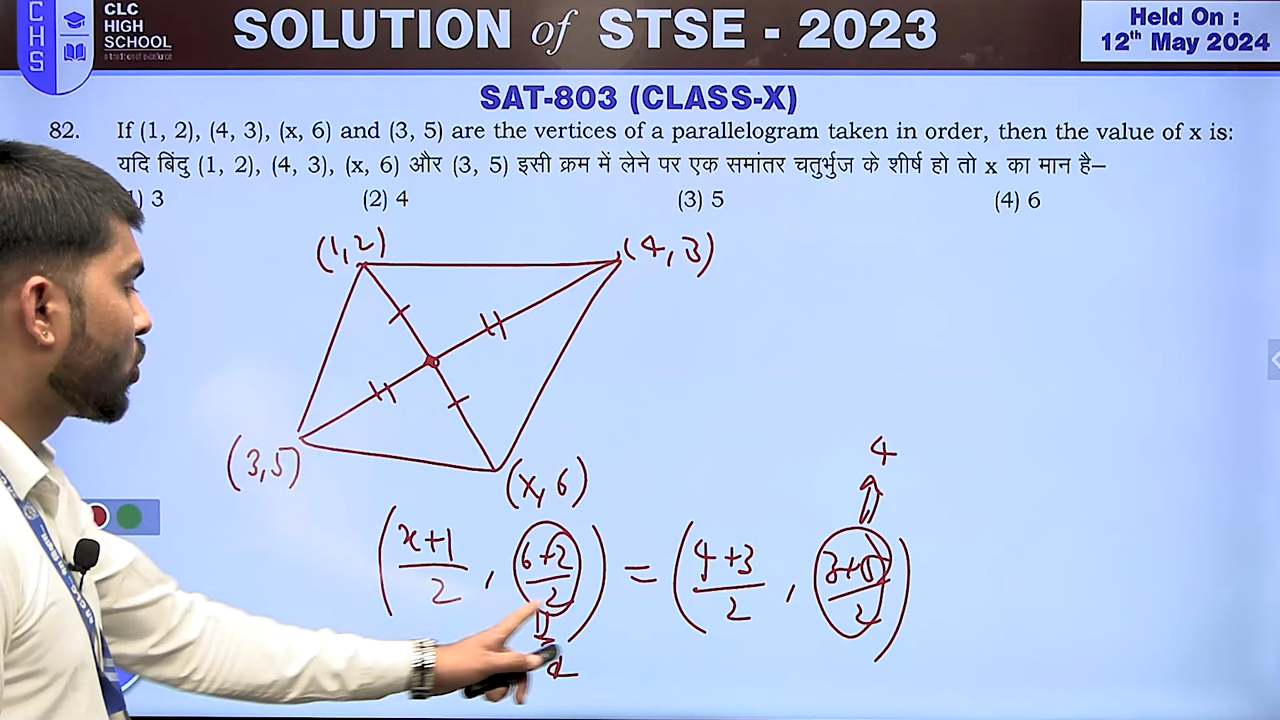 CHS
CLC
HIGH
SCHOOL
SOLUTION of STSE - 2023
Held On :
12th May 2024
SAT-803 (CLASS-X)
82. If (1, 2), (4, 3), (x, 6) and (3, 5) are the vertices of a parallelogram taken in order, then the value of x is:
यदि बिंदु (1, 2), (4, 3), (x, 6) और (3, 5) इसी क्रम में लेने पर एक समांतर चतुर्भुज के शीर्ष हो तो x का मान है–
) 3 (2) 4 (3) 5 (4) 6
(1,2) (4,3)
(3,5) (x,6)
4
(x+1/2, 6+2/2) = (4+3/2, 3+5/2)
4